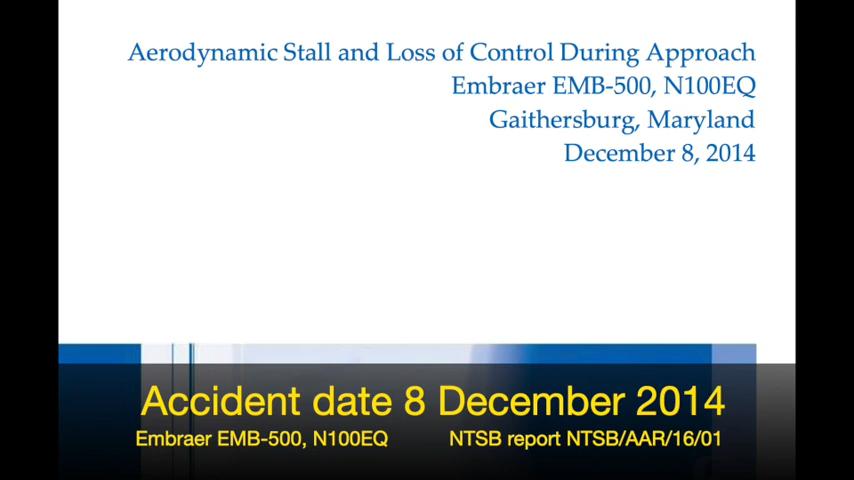 Aerodynamic Stall and Loss of Control During Approach
Embraer EMB-500, N100EQ
Gaithersburg, Maryland
December 8, 2014
Accident date 8 December 2014
Embraer EMB-500, N100EQ NTSB report NTSB/AAR/16/01